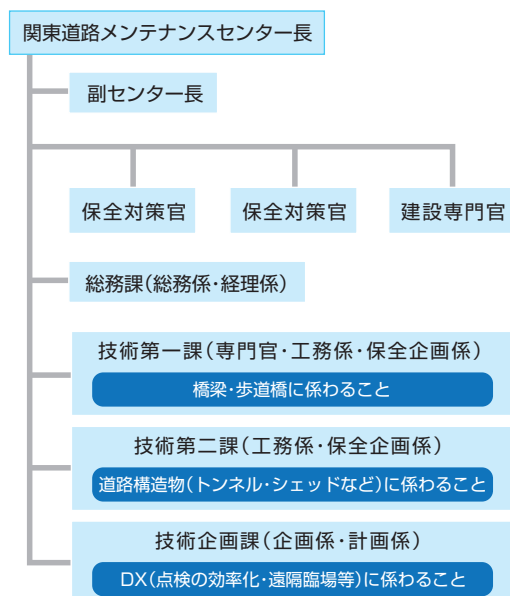 関東道路メンテナンスセンター長
副センター長
保全対策官
保全対策官
建設専門官
総務課(総務係・経理係)
技術第一課(専門官・工務係・保全企画係)
橋梁・歩道橋に係わること
技術第二課(工務係・保全企画係)
道路構造物(トンネル・シェッドなど)に係わること
技術企画課(企画係・計画係)
DX(点検の効率化・遠隔臨場等)に係わること